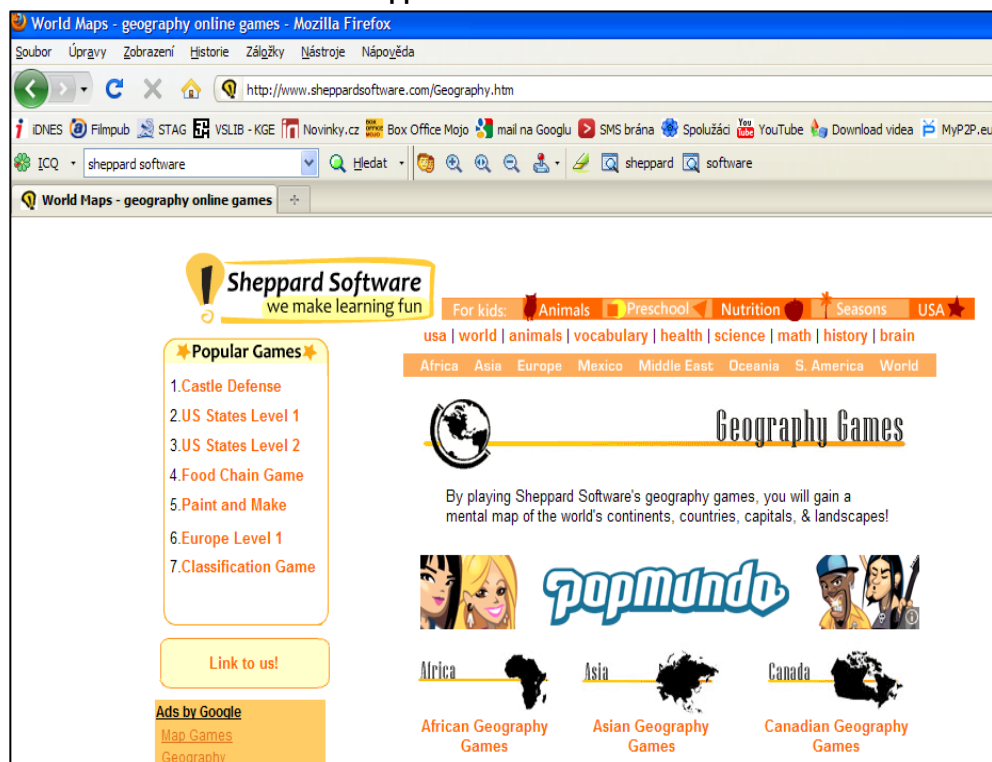 World Maps - geography online games - Mozilla Firefox
Soubor Úpravy Zobrazení Historie Záložky Nástroje Nápověda
http://www.sheppardsoftware.com/Geography.htm
iDNES Filmpub STAG VSLIB - KGE Novinky.cz Box Office Mojo mail na Googlu SMS brána Spolužáci YouTube Download videa MyP2P.eu
ICQ sheppard software Hledat sheppard software
World Maps - geography online games
Sheppard Software
we make learning fun
For kids: Animals Preschool Nutrition Seasons USA
usa | world | animals | vocabulary | health | science | math | history | brain
Africa Asia Europe Mexico Middle East Oceania S. America World
Popular Games
1.Castle Defense
2.US States Level 1
3.US States Level 2
4.Food Chain Game
5.Paint and Make
6.Europe Level 1
7.Classification Game
Link to us!
Ads by Google
Map Games
Geography
Geography Games
By playing Sheppard Software's geography games, you will gain a
mental map of the world's continents, countries, capitals, & landscapes!
popmundo
Africa Asia Canada
African Geography Games
Asian Geography Games
Canadian Geography Games